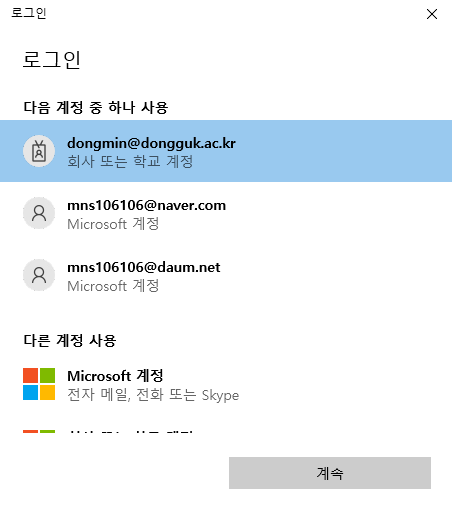 로그인
로그인
다음 계정 중 하나 사용
dongmin@dongguk.ac.kr
회사 또는 학교 계정
mns106106@naver.com
Microsoft 계정
mns106106@daum.net
Microsoft 계정
다른 계정 사용
Microsoft 계정
전자 메일, 전화 또는 Skype
계속